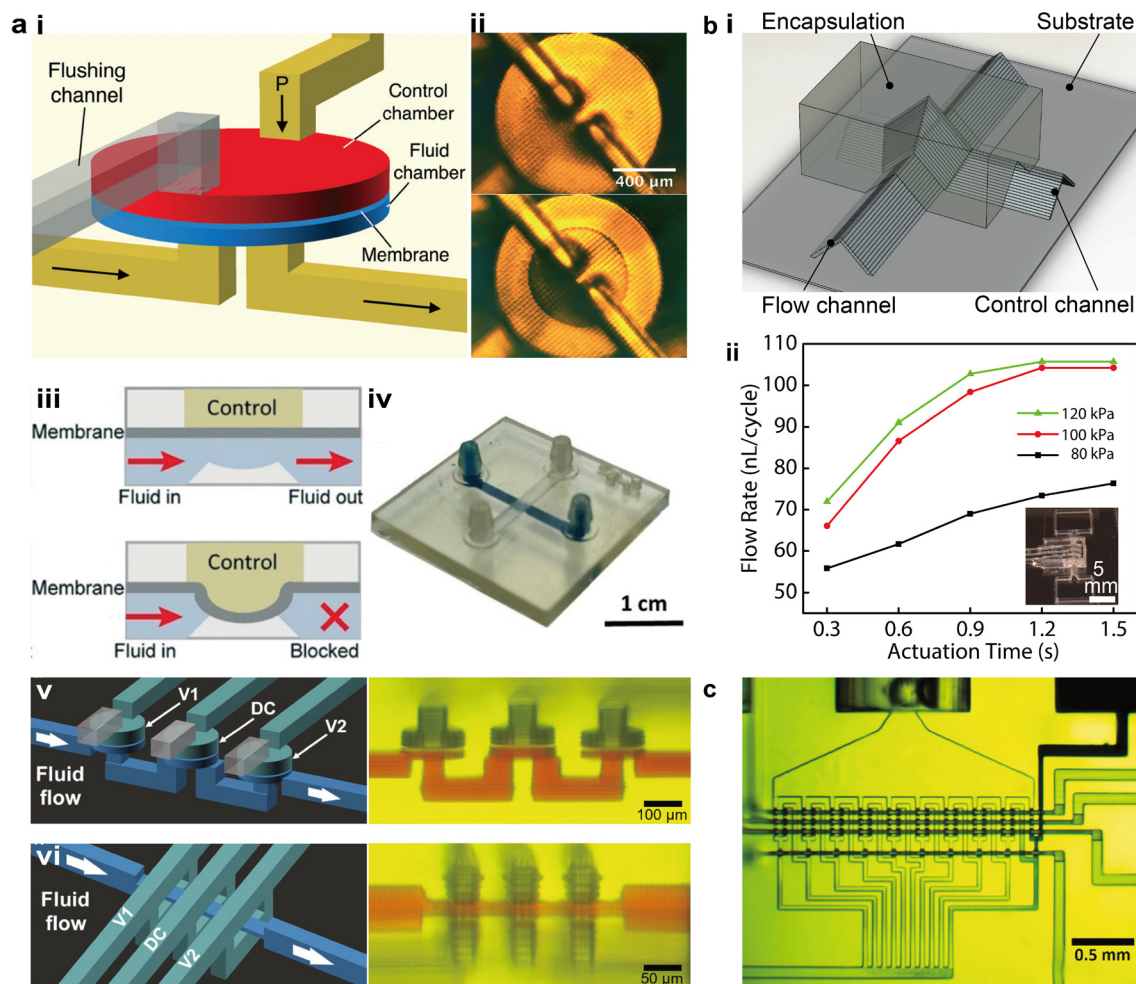 a i
Flushing
channel
P
Control
chamber
Fluid
chamber
Membrane
ii
400 µm
b i
Encapsulation
Substrate
Flow channel
Control channel
ii
110
100
90
80
70
60
50
Flow Rate (nL/cycle)
120 kPa
100 kPa
80 kPa
5
mm
0.3 0.6 0.9 1.2 1.5
Actuation Time (s)
iii
Control
Membrane
Fluid in Fluid out
Control
Membrane
Fluid in Blocked
iv
1 cm
v
V1
DC
V2
Fluid
flow
100 µm
vi
Fluid
flow
V1
DC
V2
50 µm
c
0.5 mm